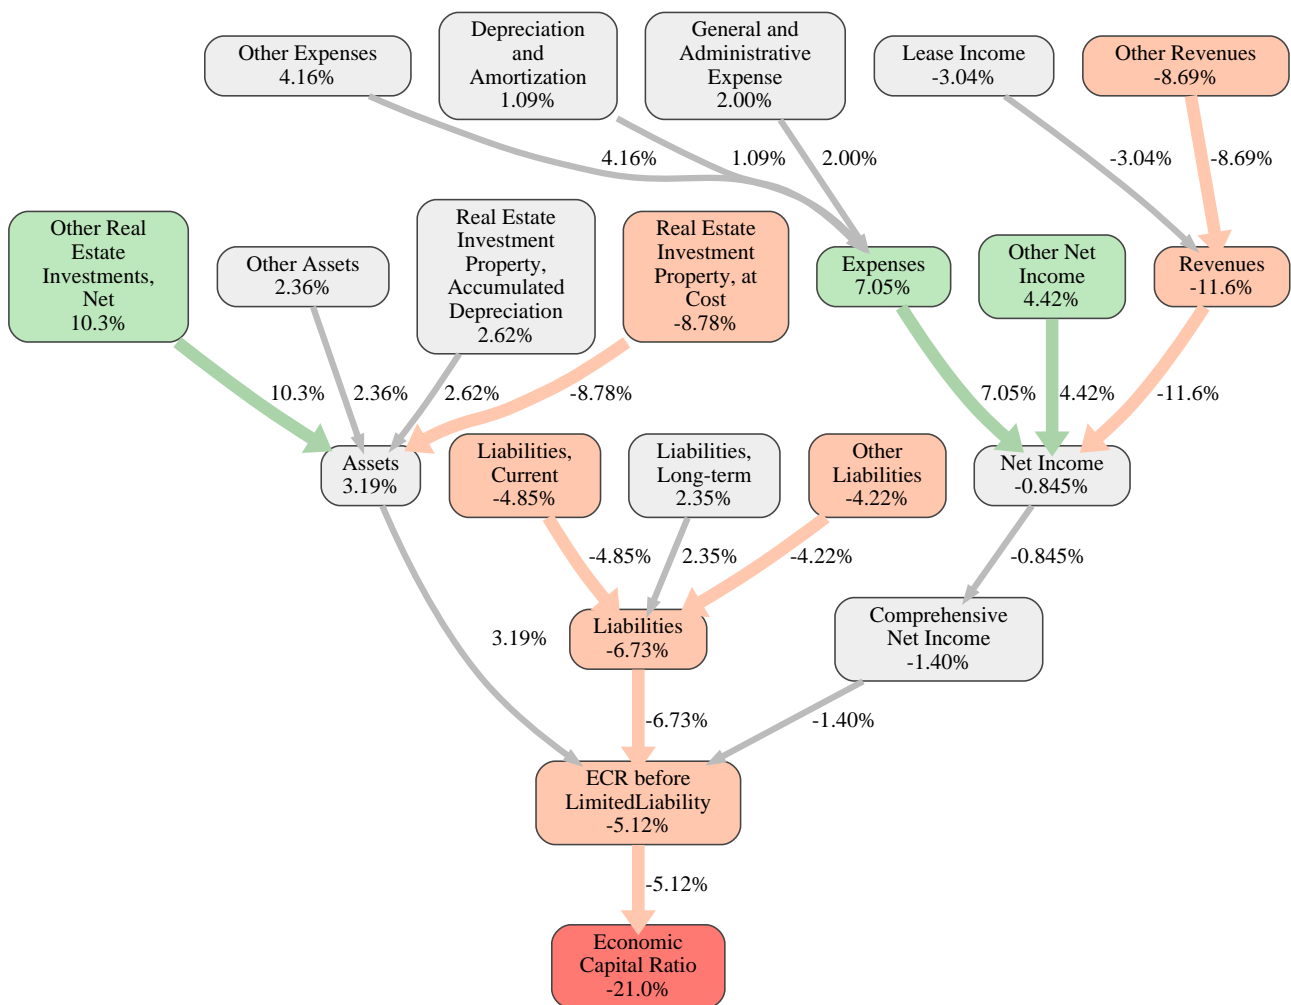 Other Expenses
4.16%
Depreciation
and
Amortization
1.09%
General and
Administrative
Expense
2.00%
Lease Income
-3.04%
Other Revenues
-8.69%
4.16%
1.09%
2.00%
-3.04%
-8.69%
Other Real
Estate
Investments,
Net
10.3%
Other Assets
2.36%
Real Estate
Investment
Property,
Accumulated
Depreciation
2.62%
Real Estate
Investment
Property, at
Cost
-8.78%
Expenses
7.05%
Other Net
Income
4.42%
Revenues
-11.6%
10.3%
2.36%
2.62%
-8.78%
7.05%
4.42%
-11.6%
Assets
3.19%
Liabilities,
Current
-4.85%
Liabilities,
Long-term
2.35%
Other
Liabilities
-4.22%
Net Income
-0.845%
-4.85%
2.35%
-4.22%
-0.845%
3.19%
Liabilities
-6.73%
Comprehensive
Net Income
-1.40%
-6.73%
-1.40%
ECR before
LimitedLiability
-5.12%
-5.12%
Economic
Capital Ratio
-21.0%